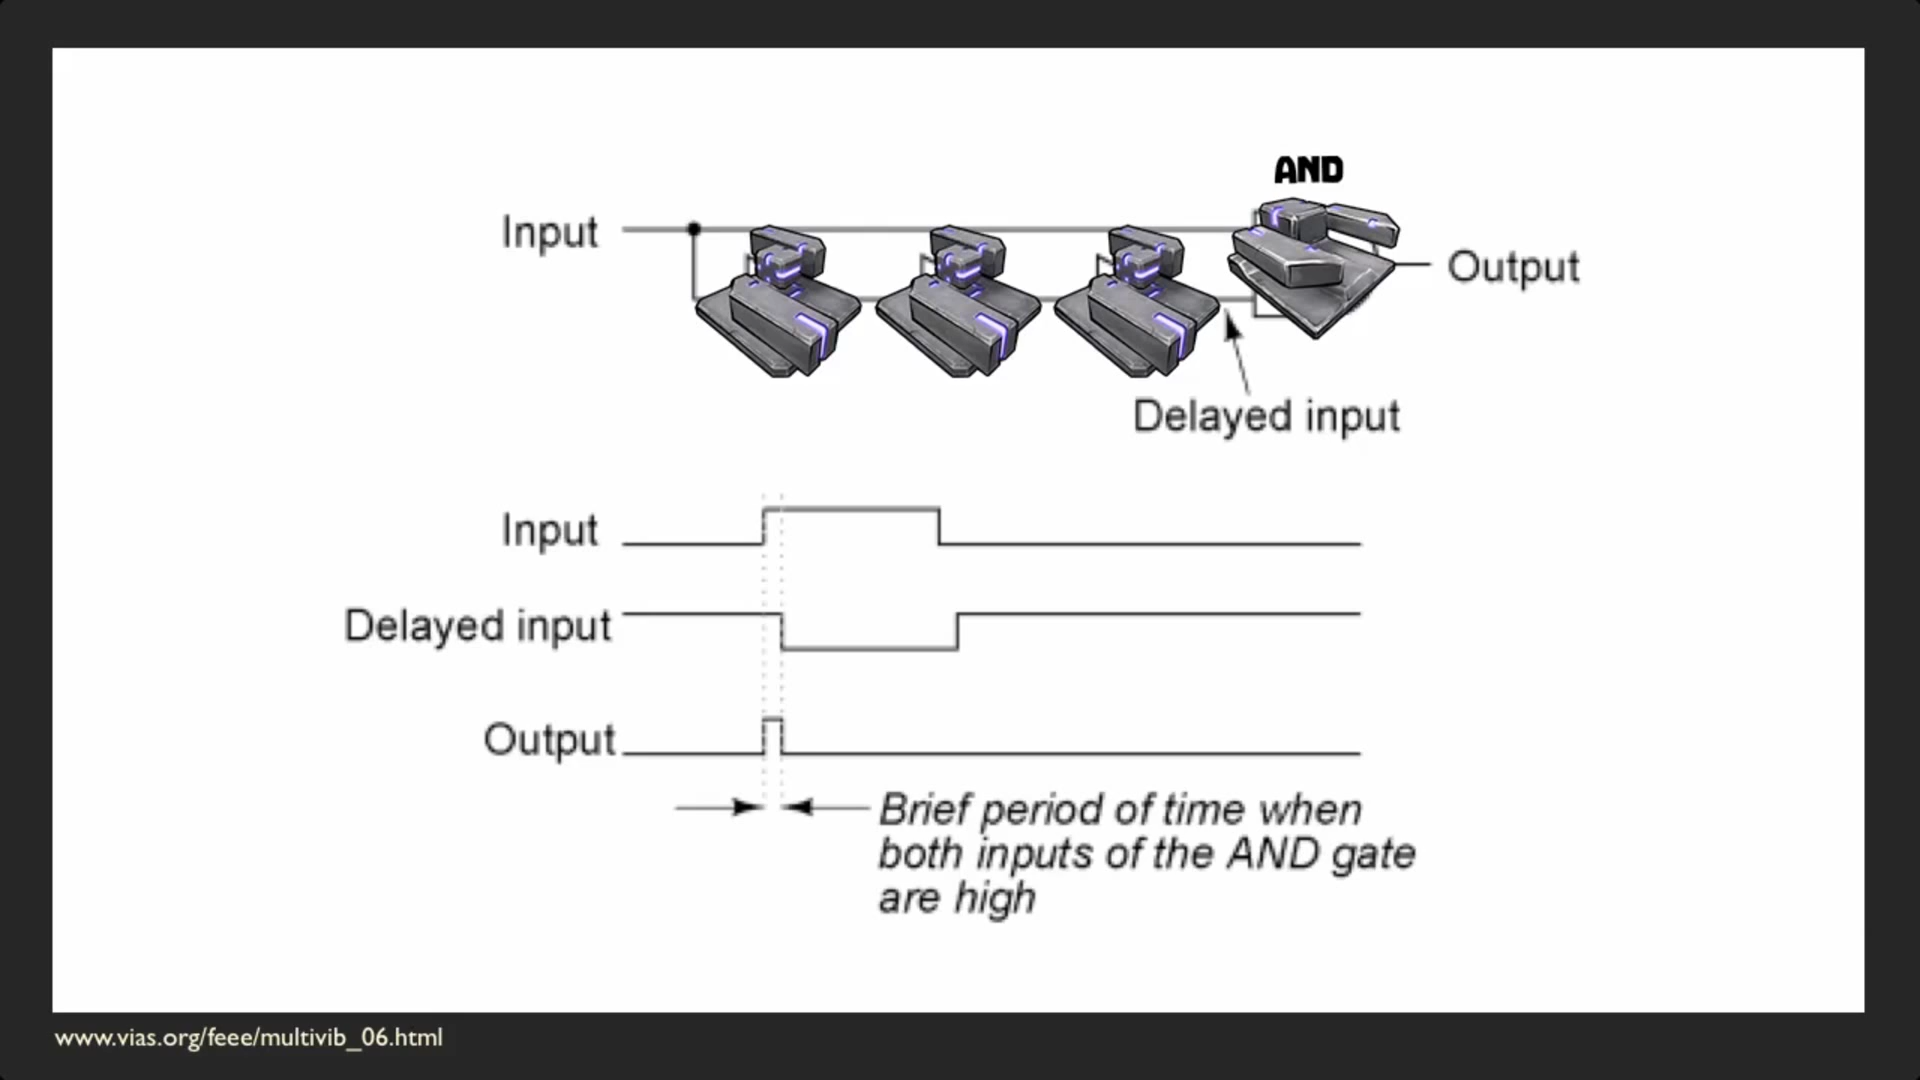 AND
Input
Output
Delayed input
Input
Delayed input
Output
Brief period of time when
both inputs of the AND gate
are high
www.vias.org/feee/multivib_06.html